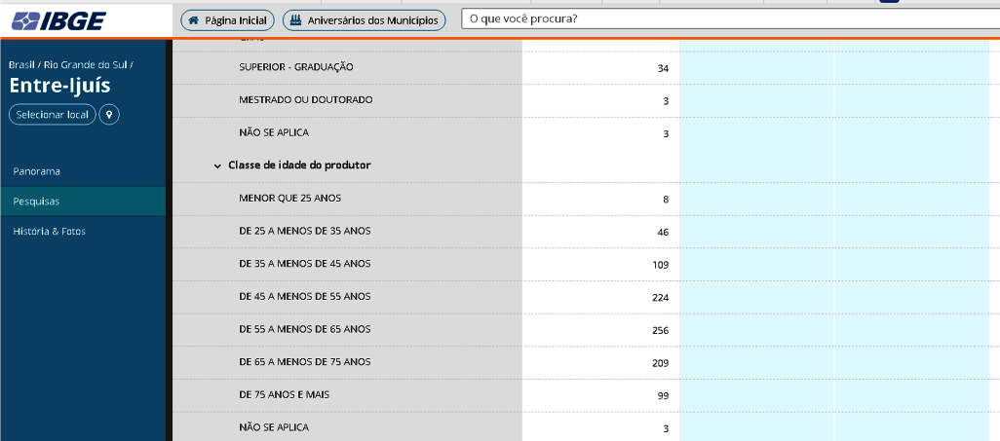 IBGE
Página Inicial
Aniversários dos Municípios
O que você procura?
Brasil / Rio Grande do Sul /
Entre-Ijuís
Selecionar local
Panorama
Pesquisas
História & Fotos
SUPERIOR - GRADUAÇÃO 34
MESTRADO OU DOUTORADO 3
NÃO SE APLICA 3
Classe de idade do produtor
MENOR QUE 25 ANOS 8
DE 25 A MENOS DE 35 ANOS 46
DE 35 A MENOS DE 45 ANOS 109
DE 45 A MENOS DE 55 ANOS 224
DE 55 A MENOS DE 65 ANOS 256
DE 65 A MENOS DE 75 ANOS 209
DE 75 ANOS E MAIS 99
NÃO SE APLICA 3